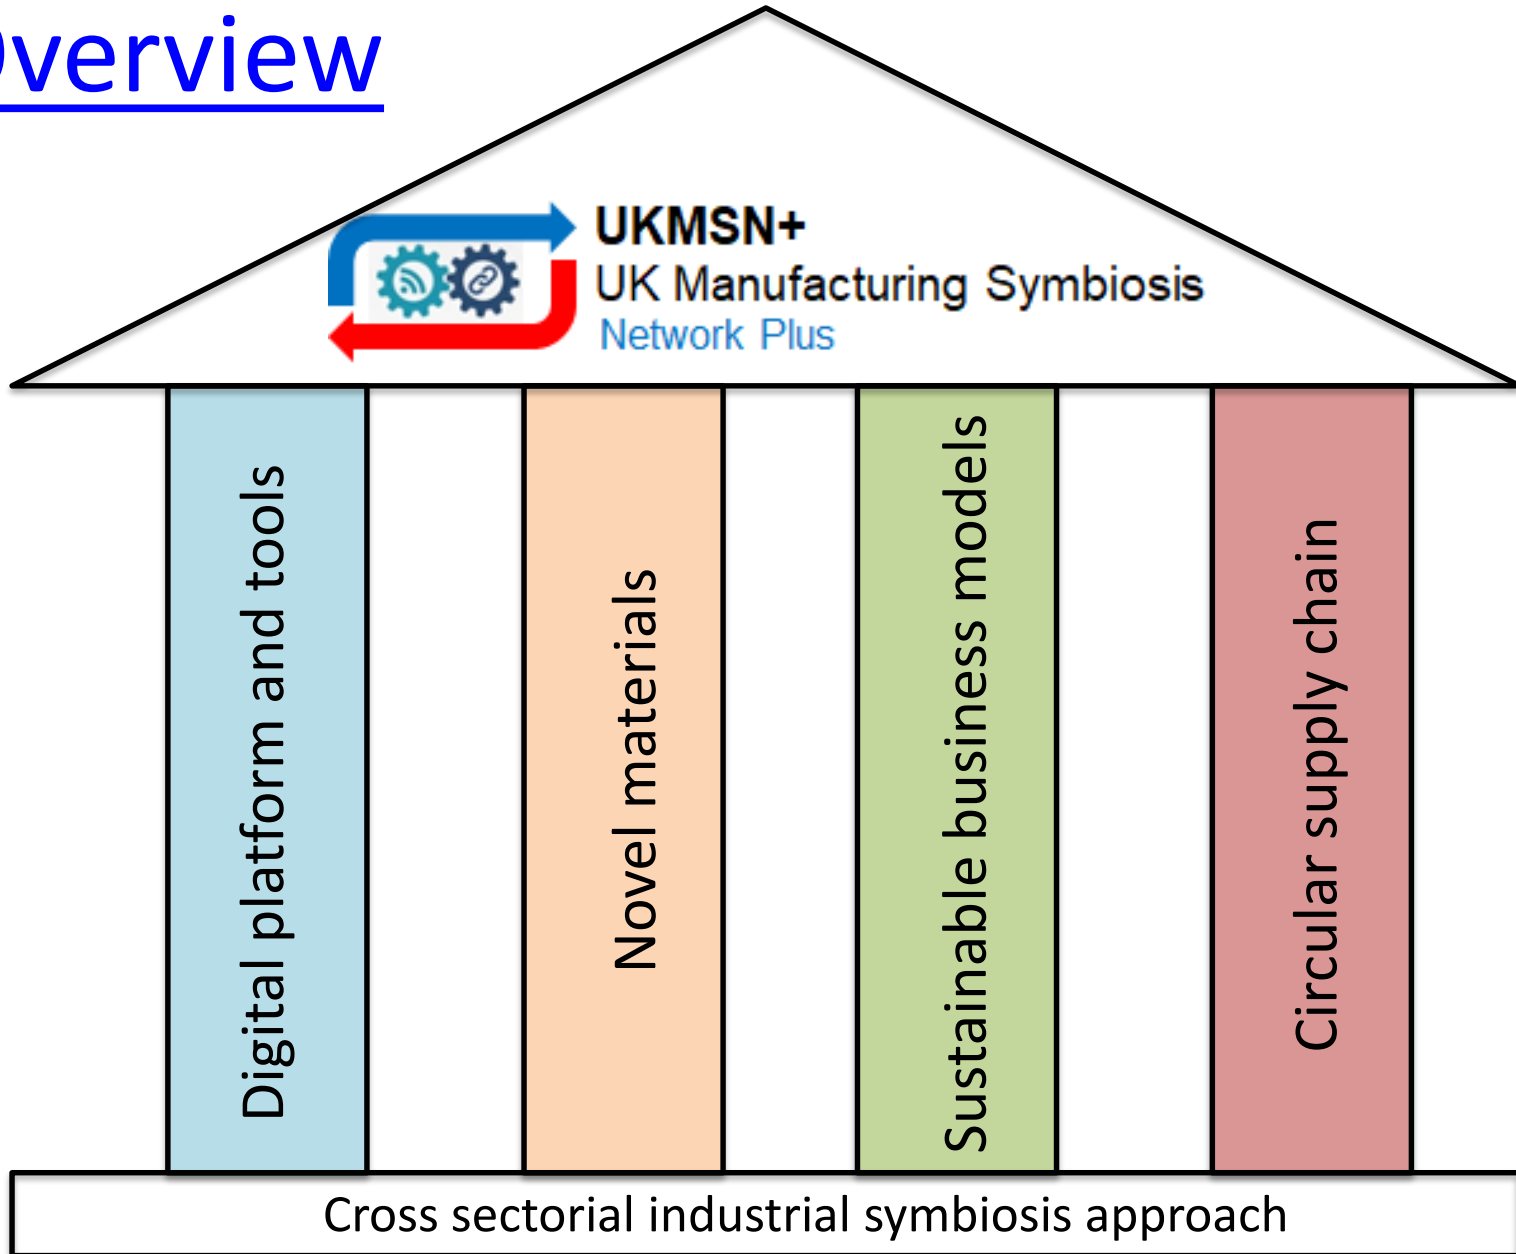 Overview
UKMSN+
UK Manufacturing Symbiosis
Network Plus
Digital platform and tools
Novel materials
Sustainable business models
Circular supply chain
Cross sectorial industrial symbiosis approach